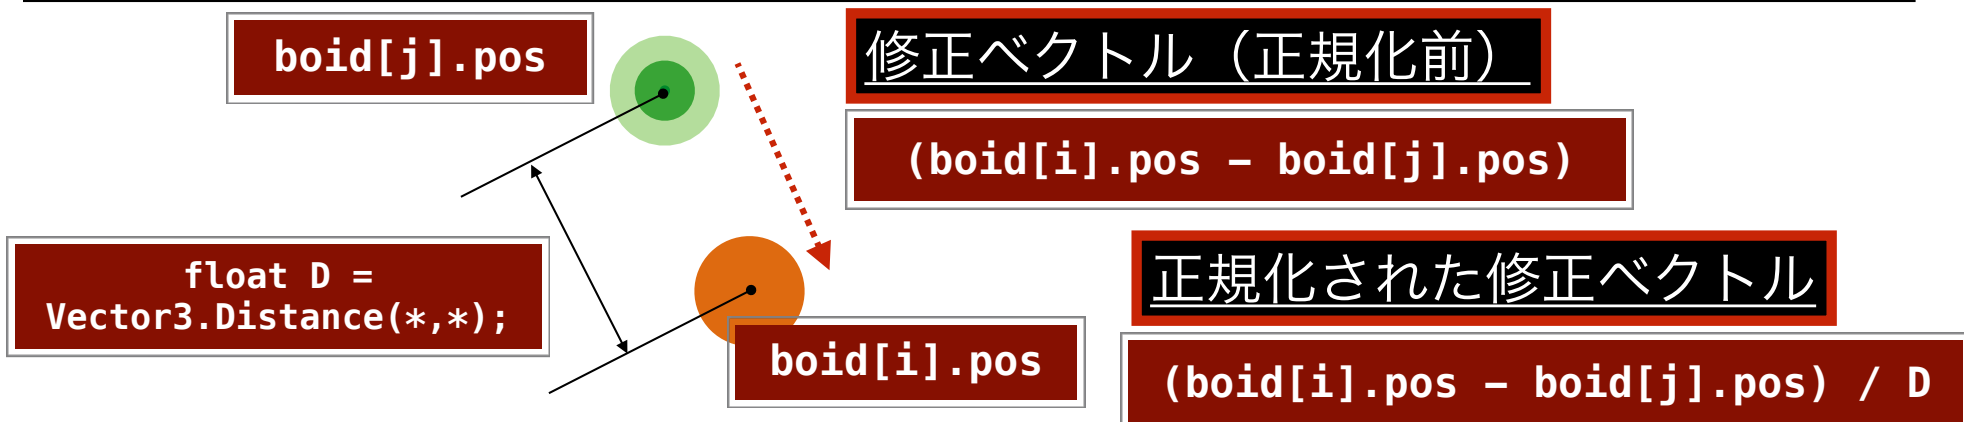 boid[j].pos
修正ベクトル（正規化前）
(boid[i].pos − boid[j].pos)
float D =
Vector3.Distance(*,*);
正規化された修正ベクトル
boid[i].pos
(boid[i].pos − boid[j].pos) / D